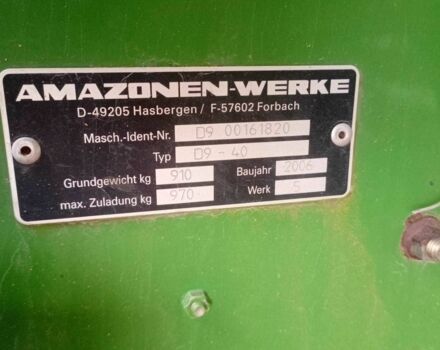 AMAZONEN-WERKE
D-49205 Hasbergen / F-57602 Forbach
Masch.-Ident-Nr. D9 00161820
Typ D9 - 40
Grundgewicht kg 910 Baujahr 2006
max. Zuladung kg 970 Werk 5